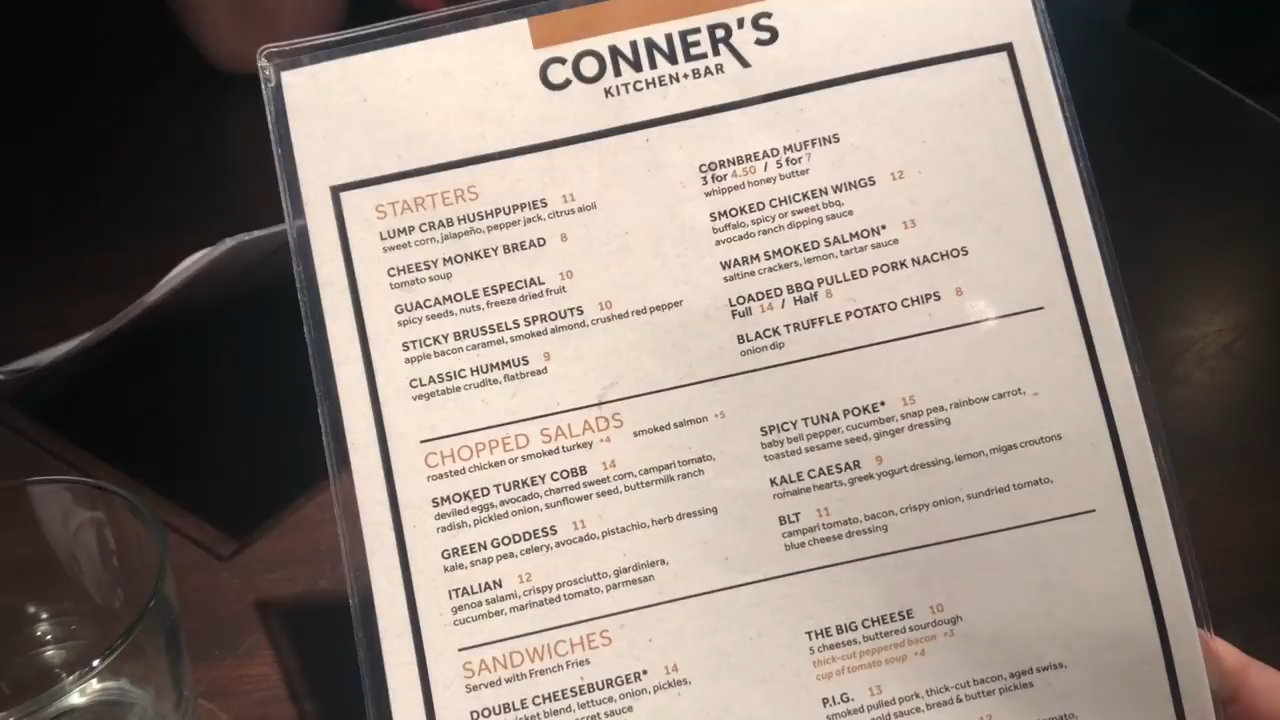 CONNER'S
KITCHEN+BAR
STARTERS
LUMP CRAB HUSHPUPPIES 11
sweet corn, jalapeño, pepper jack, citrus aioli
CHEESY MONKEY BREAD 8
tomato soup
GUACAMOLE ESPECIAL 10
spicy seeds, nuts, freeze dried fruit
STICKY BRUSSELS SPROUTS 10
apple bacon caramel, smoked almond, crushed red pepper
CLASSIC HUMMUS 9
vegetable crudite, flatbread
CORNBREAD MUFFINS
3 for 4.50 / 5 for 7
whipped honey butter
SMOKED CHICKEN WINGS 12
buffalo, spicy or sweet bbq,
avocado ranch dipping sauce
WARM SMOKED SALMON* 13
saltine crackers, lemon, tartar sauce
LOADED BBQ PULLED PORK NACHOS
Full 14 / Half 8
BLACK TRUFFLE POTATO CHIPS 8
onion dip
CHOPPED SALADS
roasted chicken or smoked turkey +4 smoked salmon +5
SMOKED TURKEY COBB 14
deviled eggs, avocado, charred sweet corn, campari tomato,
radish, pickled onion, sunflower seed, buttermilk ranch
GREEN GODDESS 11
kale, snap pea, celery, avocado, pistachio, herb dressing
ITALIAN 12
genoa salami, crispy prosciutto, giardiniera,
cucumber, marinated tomato, parmesan
SPICY TUNA POKE* 15
baby bell pepper, cucumber, snap pea, rainbow carrot,
toasted sesame seed, ginger dressing
KALE CAESAR 9
romaine hearts, greek yogurt dressing, lemon, migas croutons
BLT 11
campari tomato, bacon, crispy onion, sundried tomato,
blue cheese dressing
SANDWICHES
Served with French Fries
DOUBLE CHEESEBURGER* 14
blend, lettuce, onion, pickles,
sauce
THE BIG CHEESE 10
5 cheeses, buttered sourdough
thick-cut peppered bacon +3
cup of tomato soup +4
P.I.G. 13
smoked pulled pork, thick-cut bacon, aged swiss,
sauce, bread & butter pickles